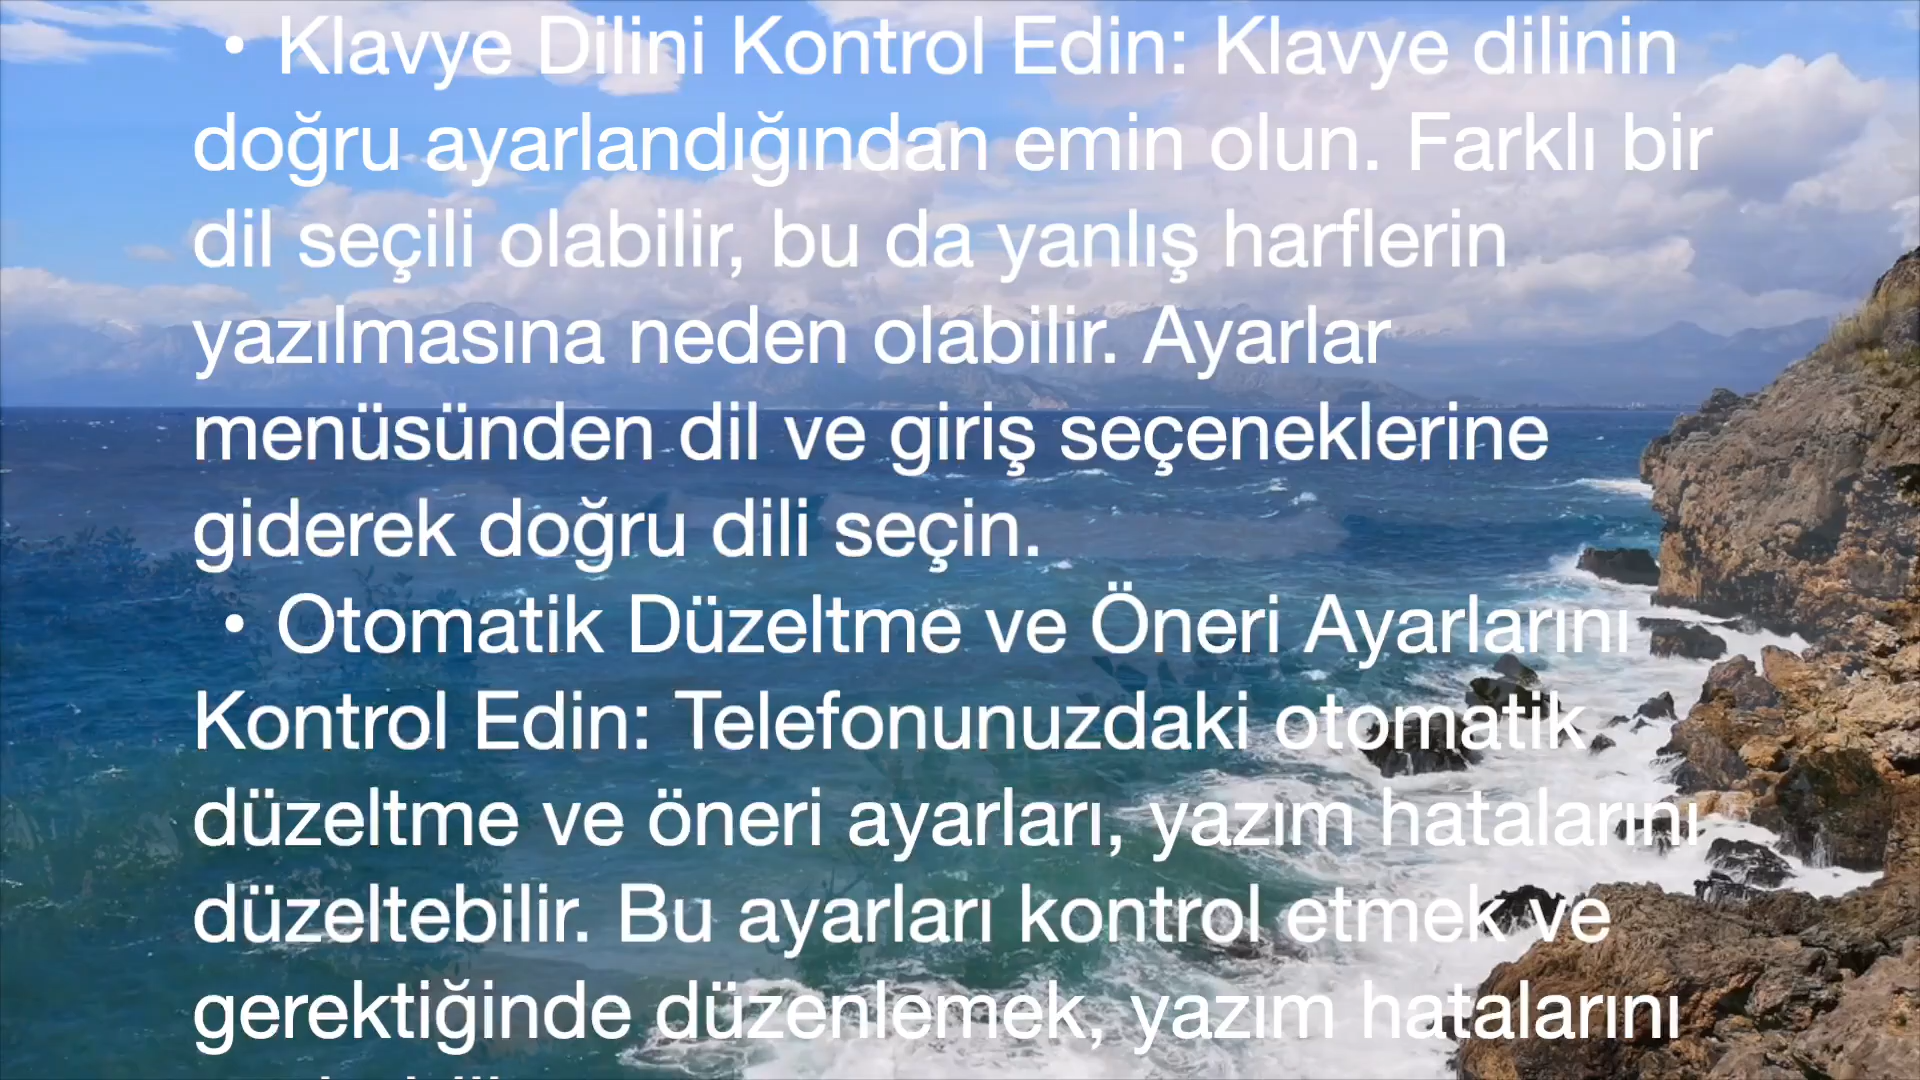 • Klavye Dilini Kontrol Edin: Klavye dilinin
doğru ayarlandığından emin olun. Farklı bir
dil seçili olabilir, bu da yanlış harflerin
yazılmasına neden olabilir. Ayarlar
menüsünden dil ve giriş seçeneklerine
giderek doğru dili seçin.
• Otomatik Düzeltme ve Öneri Ayarlarını
Kontrol Edin: Telefonunuzdaki otomatik
düzeltme ve öneri ayarları, yazım hatalarını
düzeltebilir. Bu ayarları kontrol etmek ve
gerektiğinde düzenlemek, yazım hatalarını